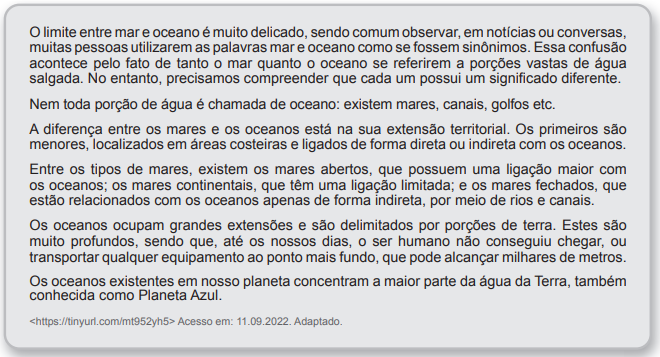 O limite entre mar e oceano é muito delicado, sendo comum observar, em notícias ou conversas,
muitas pessoas utilizarem as palavras mar e oceano como se fossem sinônimos. Essa confusão
acontece pelo fato de tanto o mar quanto o oceano se referirem a porções vastas de água
salgada. No entanto, precisamos compreender que cada um possui um significado diferente.
Nem toda porção de água é chamada de oceano: existem mares, canais, golfos etc.
A diferença entre os mares e os oceanos está na sua extensão territorial. Os primeiros são
menores, localizados em áreas costeiras e ligados de forma direta ou indireta com os oceanos.
Entre os tipos de mares, existem os mares abertos, que possuem uma ligação maior com
os oceanos; os mares continentais, que têm uma ligação limitada; e os mares fechados, que
estão relacionados com os oceanos apenas de forma indireta, por meio de rios e canais.
Os oceanos ocupam grandes extensões e são delimitados por porções de terra. Estes são
muito profundos, sendo que, até os nossos dias, o ser humano não conseguiu chegar, ou
transportar qualquer equipamento ao ponto mais fundo, que pode alcançar milhares de metros.
Os oceanos existentes em nosso planeta concentram a maior parte da água da Terra, também
conhecida como Planeta Azul.
<https://tinyurl.com/mt952yh5> Acesso em: 11.09.2022. Adaptado.